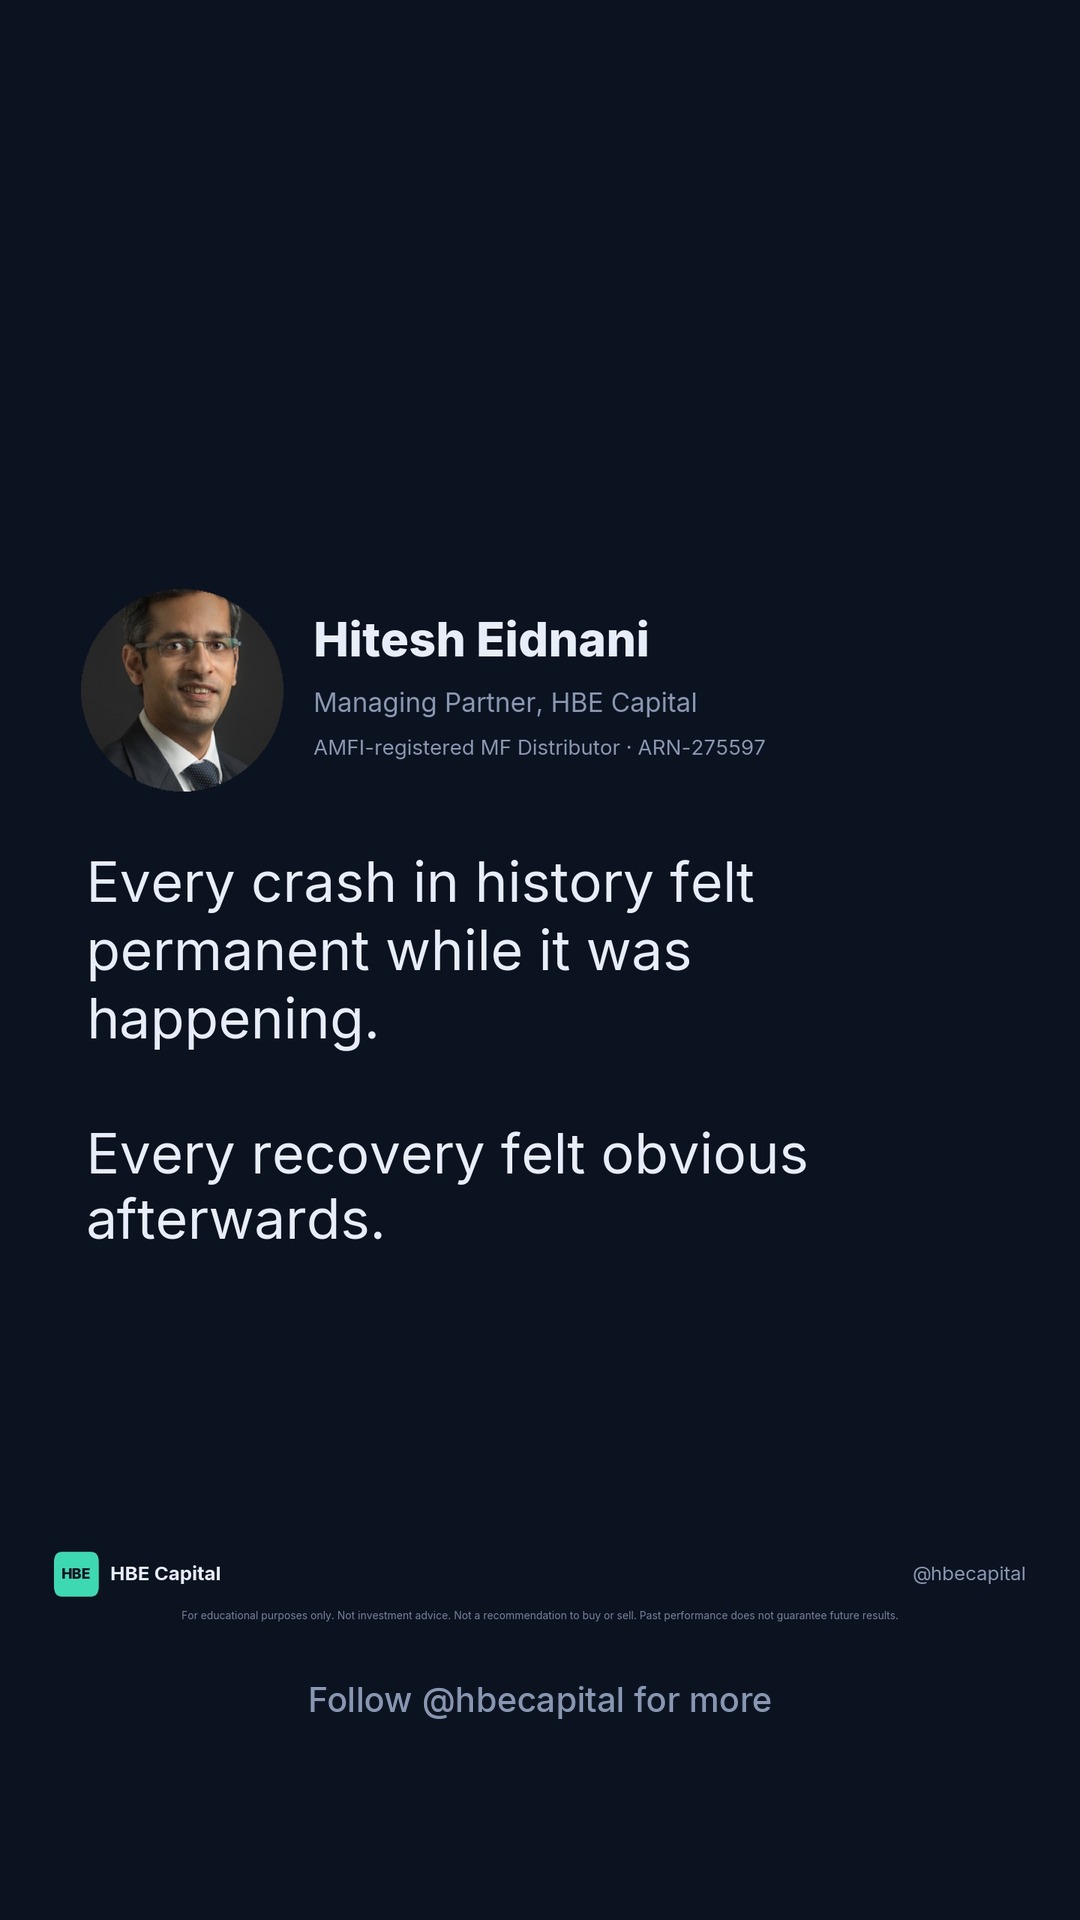 Hitesh Eidnani
Managing Partner, HBE Capital
AMFI-registered MF Distributor · ARN-275597
Every crash in history felt
permanent while it was
happening.
Every recovery felt obvious
afterwards.
HBE
HBE Capital
@hbecapital
For educational purposes only. Not investment advice. Not a recommendation to buy or sell. Past performance does not guarantee future results.
Follow @hbecapital for more